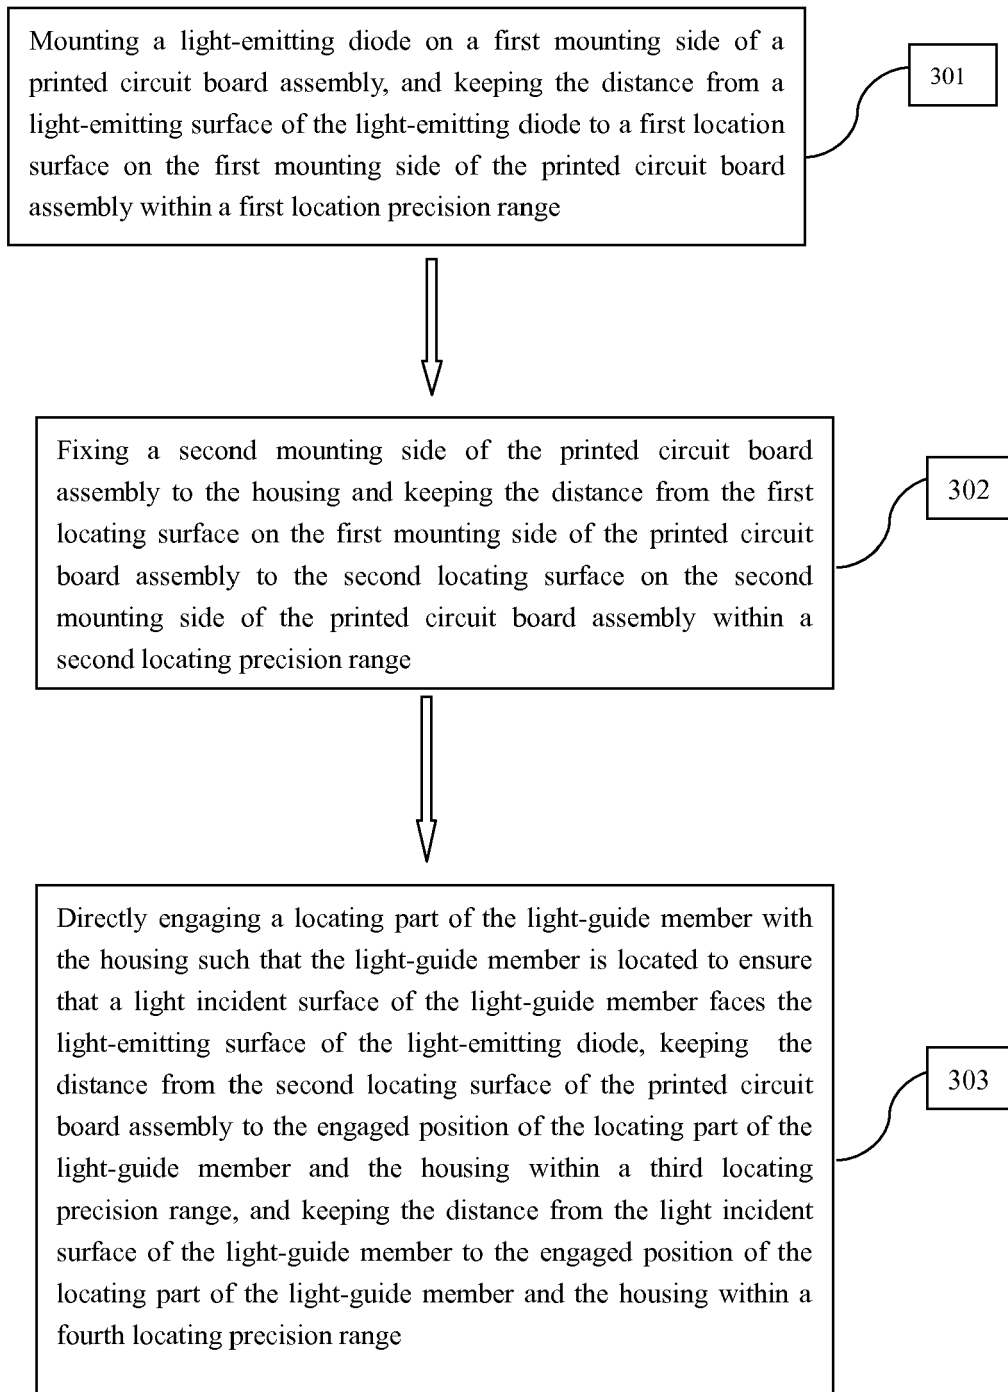 Mounting a light-emitting diode on a first mounting side of a
printed circuit board assembly, and keeping the distance from a
light-emitting surface of the light-emitting diode to a first location
surface on the first mounting side of the printed circuit board
assembly within a first location precision range
301
Fixing a second mounting side of the printed circuit board
assembly to the housing and keeping the distance from the first
locating surface on the first mounting side of the printed circuit
board assembly to the second locating surface on the second
mounting side of the printed circuit board assembly within a
second locating precision range
302
Directly engaging a locating part of the light-guide member with
the housing such that the light-guide member is located to ensure
that a light incident surface of the light-guide member faces the
light-emitting surface of the light-emitting diode, keeping the
distance from the second locating surface of the printed circuit
board assembly to the engaged position of the locating part of the
light-guide member and the housing within a third locating
precision range, and keeping the distance from the light incident
surface of the light-guide member to the engaged position of the
locating part of the light-guide member and the housing within a
fourth locating precision range
303